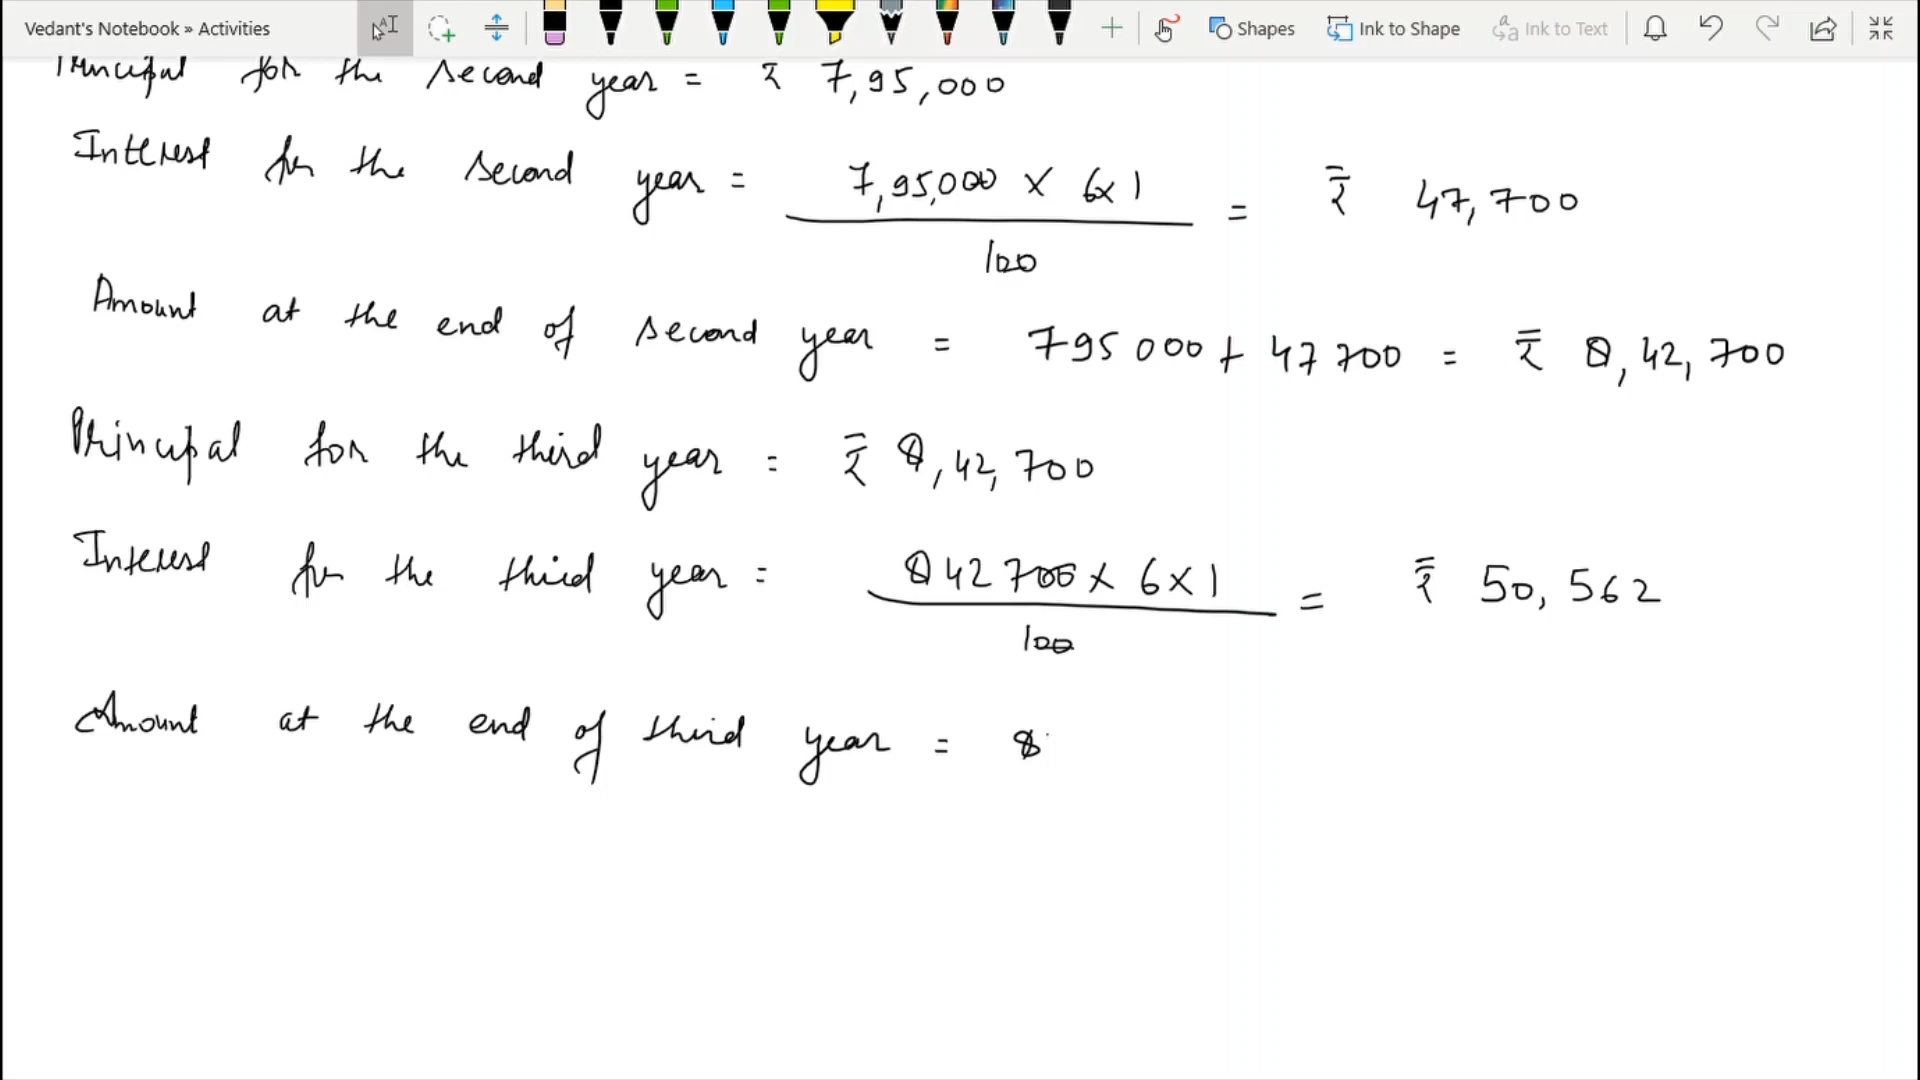 Vedant's Notebook » Activities Shapes Ink to Shape Ink to Text
Principal for the second year = ₹ 7,95,000
Interest for the second year = 7,95,000 × 6×1 / 100 = ₹ 47,700
Amount at the end of second year = 795000 + 47700 = ₹ 8,42,700
Principal for the third year = ₹ 8,42,700
Interest for the third year = 842700 × 6×1 / 100 = ₹ 50,562
Amount at the end of third year = 8